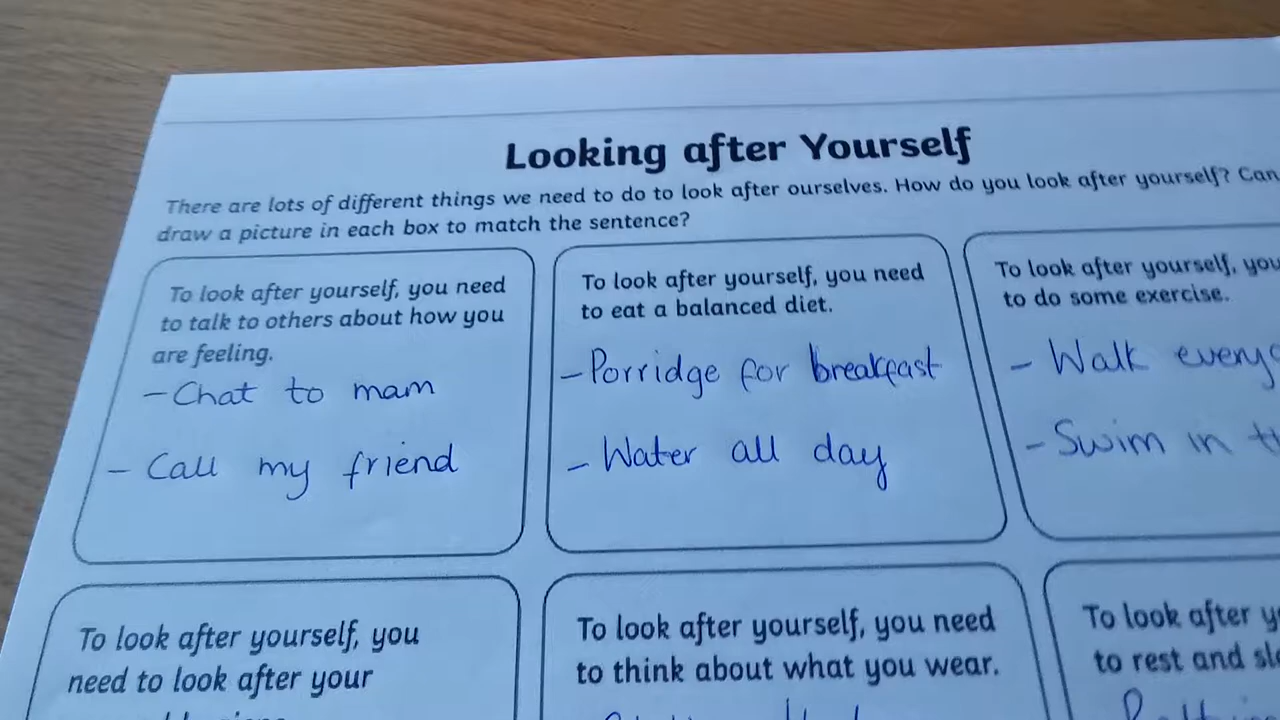 Looking after Yourself
There are lots of different things we need to do to look after ourselves. How do you look after yourself? Can
draw a picture in each box to match the sentence?
To look after yourself, you need
to talk to others about how you
are feeling.
- Chat to mam
- Call my friend
To look after yourself, you need
to eat a balanced diet.
- Porridge for breakfast
- Water all day
To look after yourself, you
to do some exercise.
- Walk every
- Swim in
To look after yourself, you
need to look after your
To look after yourself, you need
to think about what you wear.
To look after
to rest and